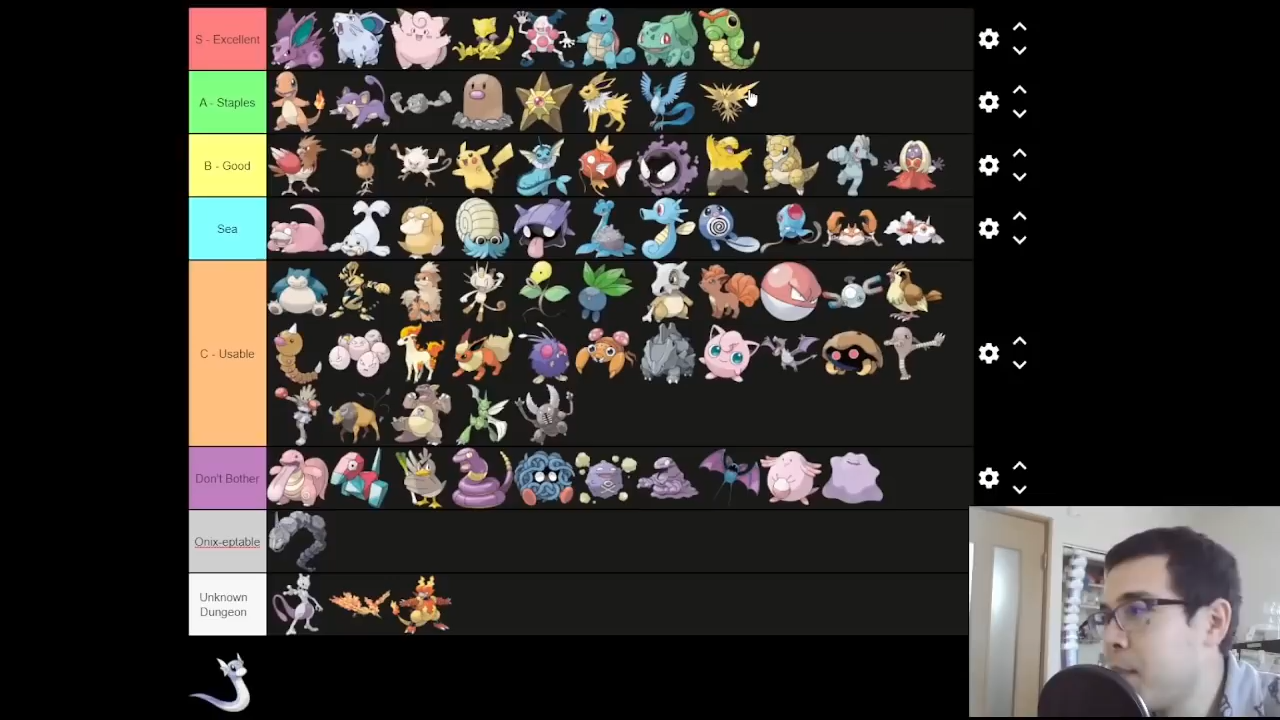 S - Excellent
A - Staples
B - Good
Sea
C - Usable
Don't Bother
Onix-eptable
Unknown
Dungeon